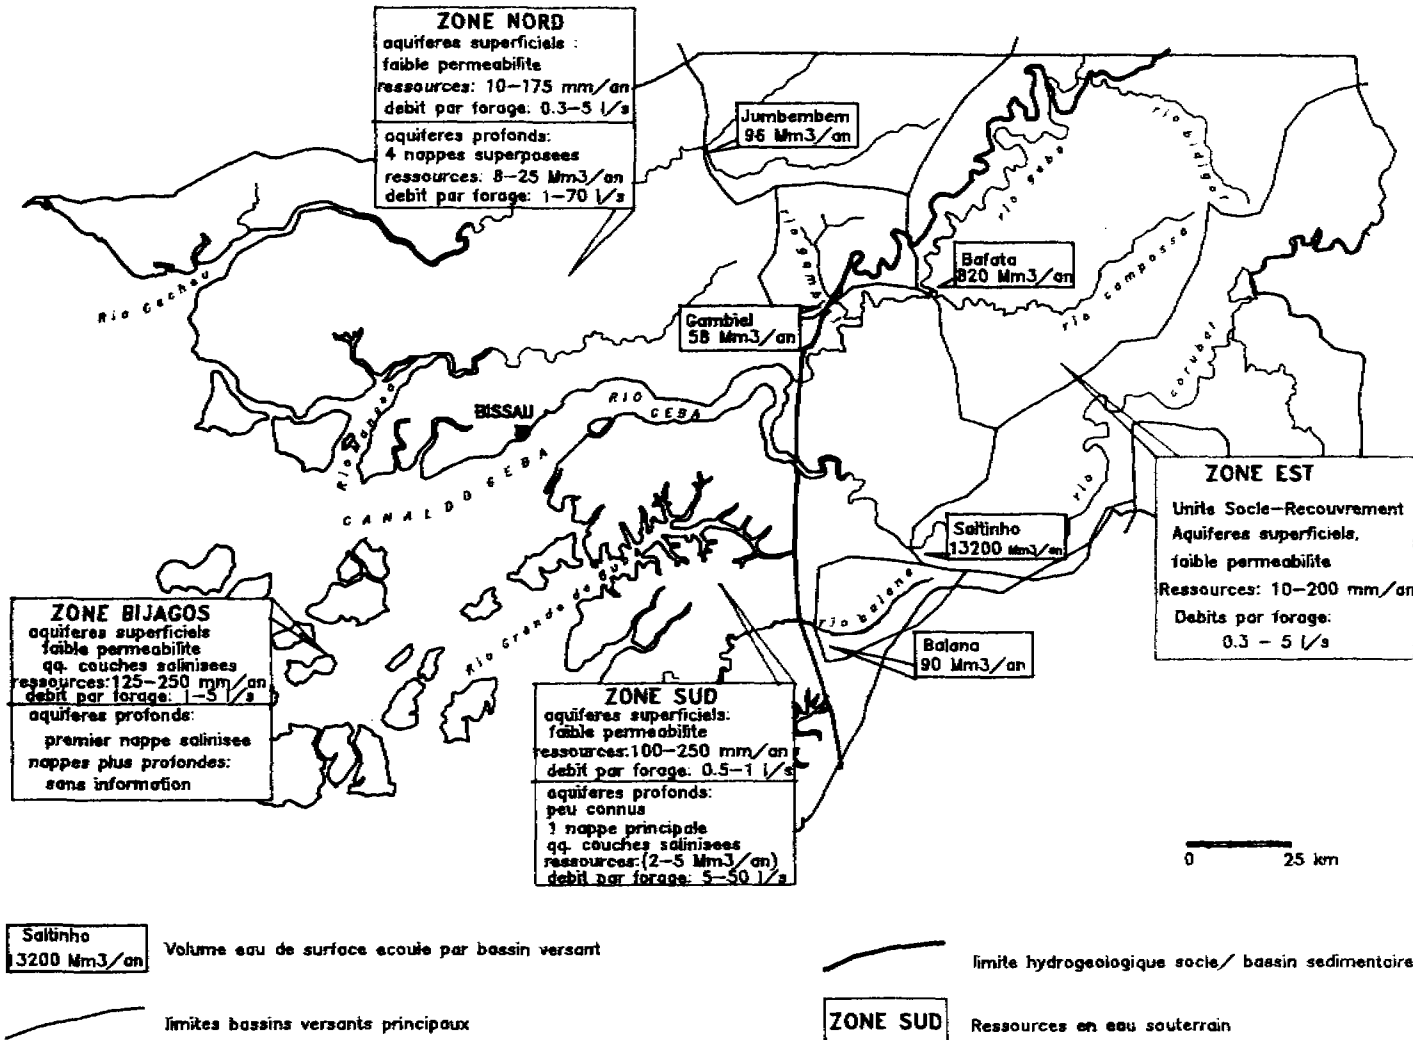 ZONE NORD
aquiferes superficiels :
faible permeabilite
ressources: 10-175 mm/an
debit par forage: 0.3-5 l/s
aquiferes profonds:
4 nappes superposees
ressources: 8-25 Mm3/an
debit par forage: 1-70 l/s
Jumbembem
96 Mm3/an
rio bidigor
rio geba
rio gambi
Bafata
820 Mm3/an
rio campossa
Rio Cacheu
Gambiel
58 Mm3/an
corubal
rio
Rio Mansoa
BISSAU
RIO GEBA
CANAL DO GEBA
ZONE EST
Unite Socle-Recouvrement
Aquiferes superficiels,
faible permeabilite
Ressources: 10-200 mm/an
Debits par forage:
0.3 - 5 l/s
Saltinho
13200 Mm3/an
rio balana
Balana
90 Mm3/an
Rio Grande de Bub
ZONE BIJAGOS
aquiferes superficiels
faible permeabilite
qq. couches salinisees
ressources:125-250 mm/an
debit par forage: 1-5 l/s
aquiferes profonds:
premier nappe salinisee
nappes plus profondes:
sans information
ZONE SUD
aquiferes superficiels:
faible permeabilite
ressources:100-250 mm/an
debit par forage: 0.5-1 l/s
aquiferes profonds:
peu connus
1 nappe principale
qq. couches salinisees
ressources:(2-5 Mm3/an)
debit par forage: 5-50 l/s
0 25 km
Saltinho
13200 Mm3/an
Volume eau de surface ecoule par bassin versant
limite hydrogeologique socle/ bassin sedimentaire
limites bassins versants principaux
ZONE SUD
Ressources en eau souterrain